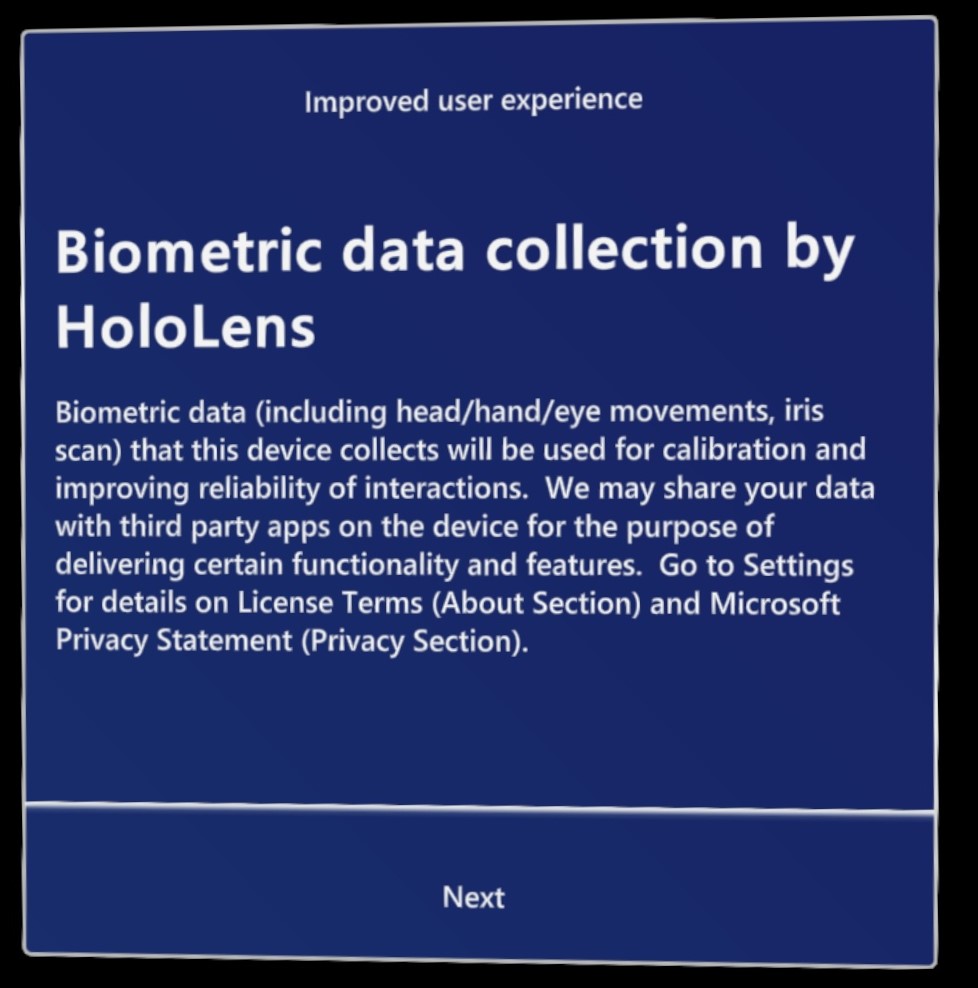 Improved user experience
Biometric data collection by
HoloLens
Biometric data (including head/hand/eye movements, iris
scan) that this device collects will be used for calibration and
improving reliability of interactions.  We may share your data
with third party apps on the device for the purpose of
delivering certain functionality and features.  Go to Settings
for details on License Terms (About Section) and Microsoft
Privacy Statement (Privacy Section).
Next